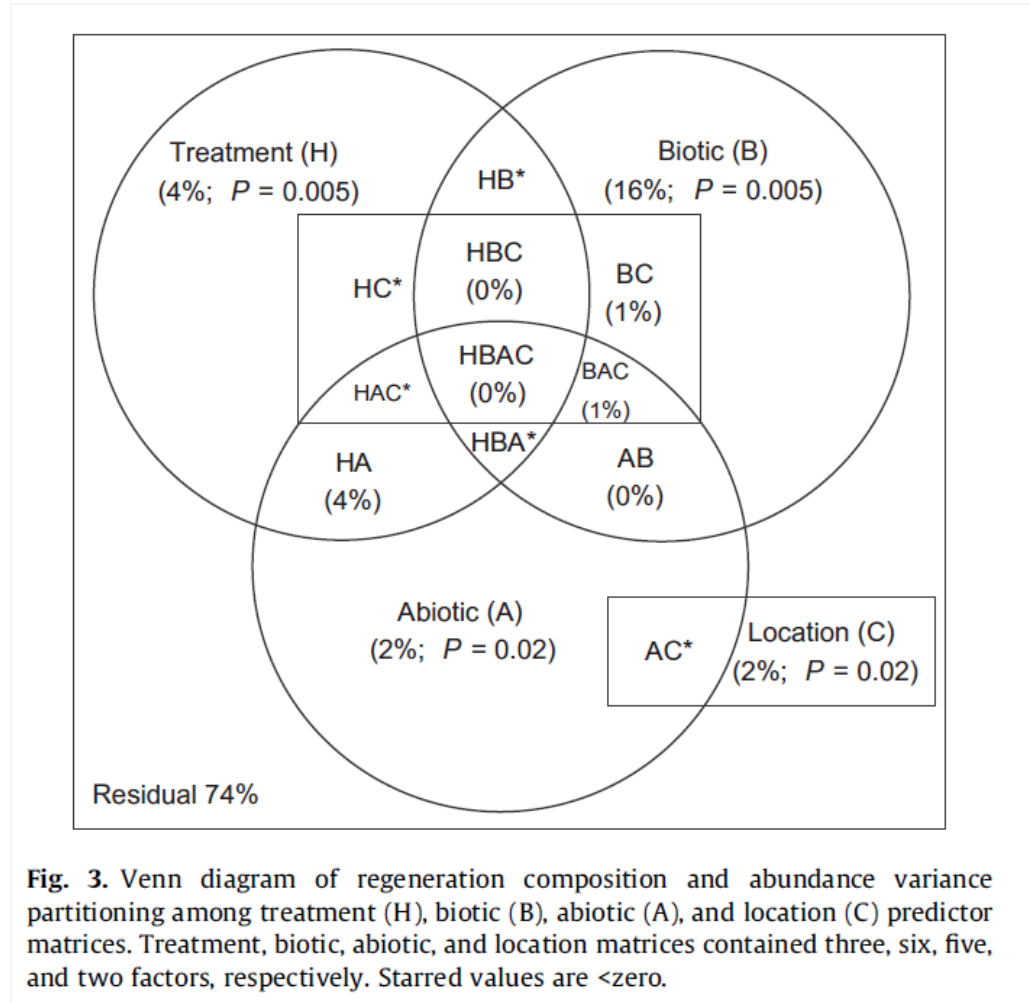 Treatment (H)
(4%; P = 0.005)
HB*
Biotic (B)
(16%; P = 0.005)
HC*
HBC
(0%)
BC
(1%)
HAC*
HBAC
(0%)
BAC
(1%)
HBA*
HA
(4%)
AB
(0%)
Abiotic (A)
(2%; P = 0.02)
AC*
Location (C)
(2%; P = 0.02)
Residual 74%
Fig. 3. Venn diagram of regeneration composition and abundance variance
partitioning among treatment (H), biotic (B), abiotic (A), and location (C) predictor
matrices. Treatment, biotic, abiotic, and location matrices contained three, six, five,
and two factors, respectively. Starred values are <zero.